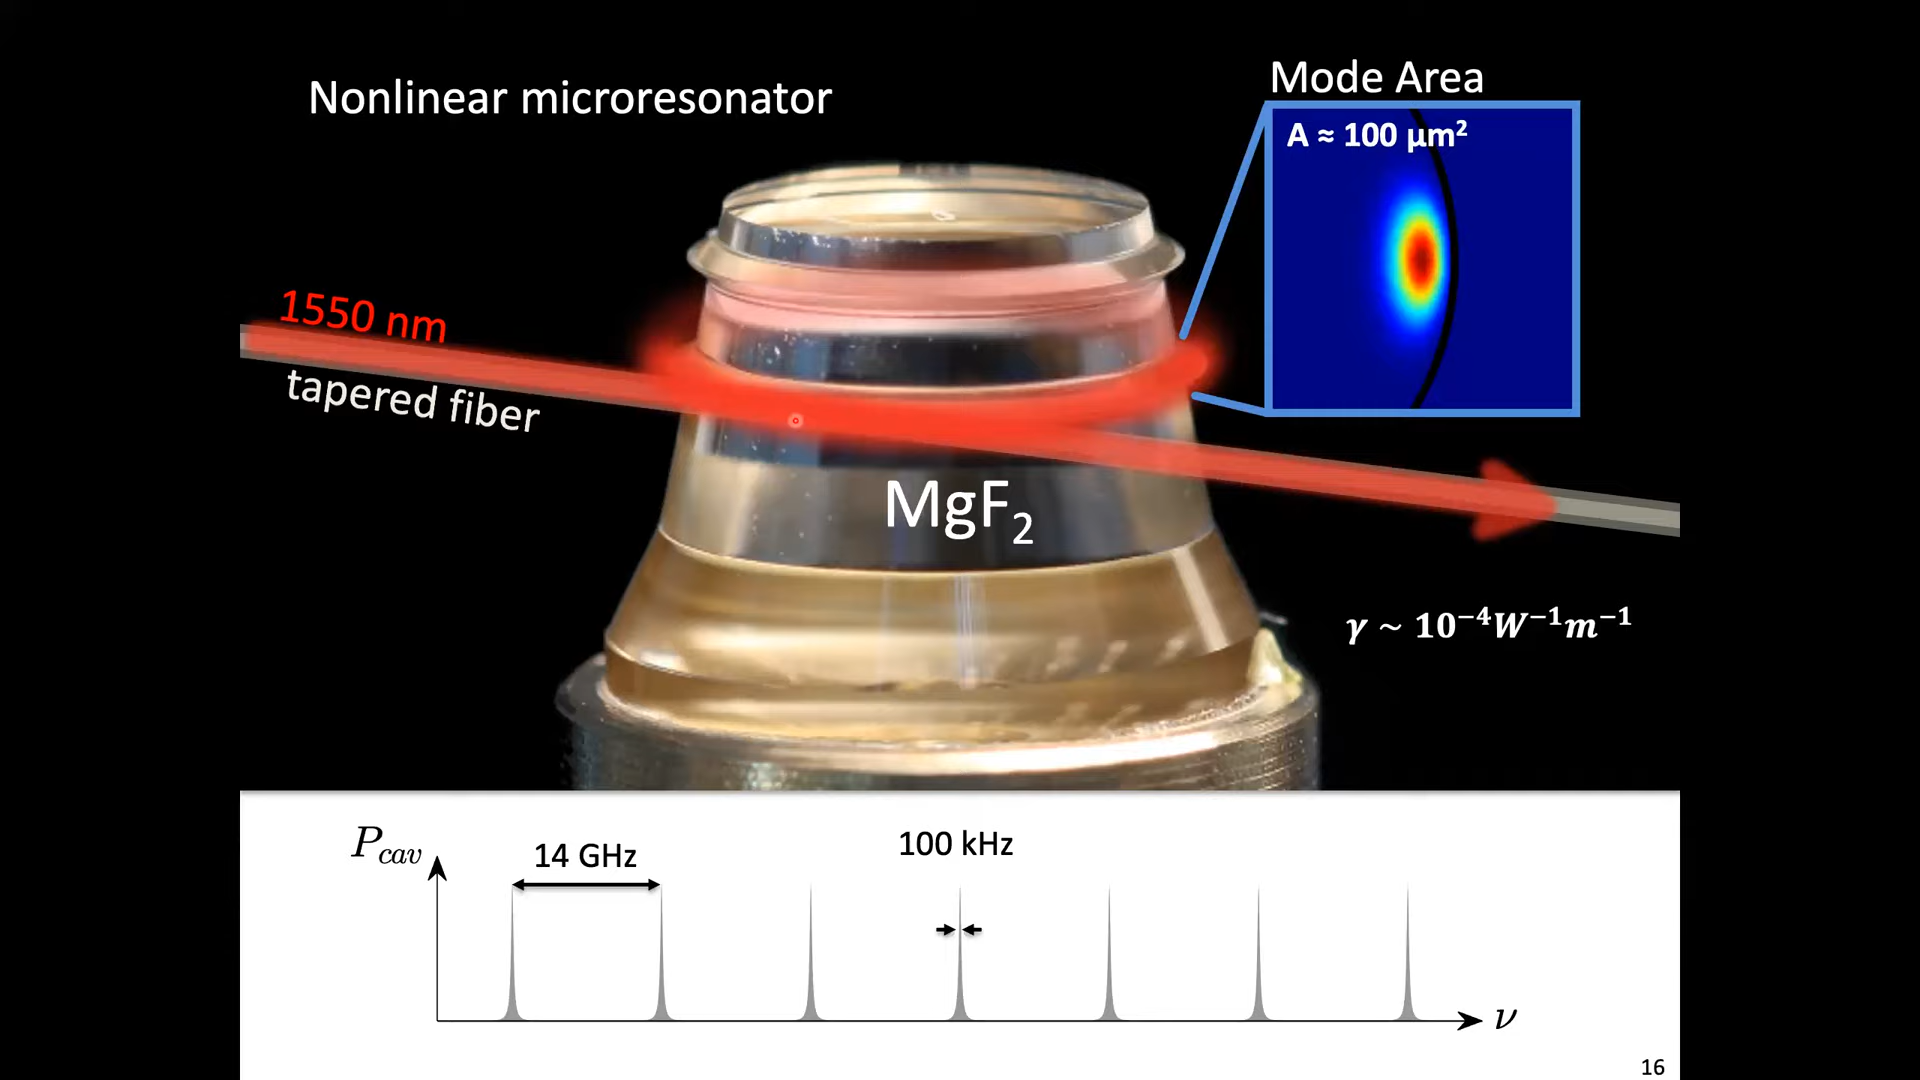 Nonlinear microresonator
Mode Area
A ≈ 100 µm²
1550 nm
tapered fiber
MgF₂
γ ~ 10⁻⁴W⁻¹m⁻¹
P_cav
14 GHz
100 kHz
ν
16